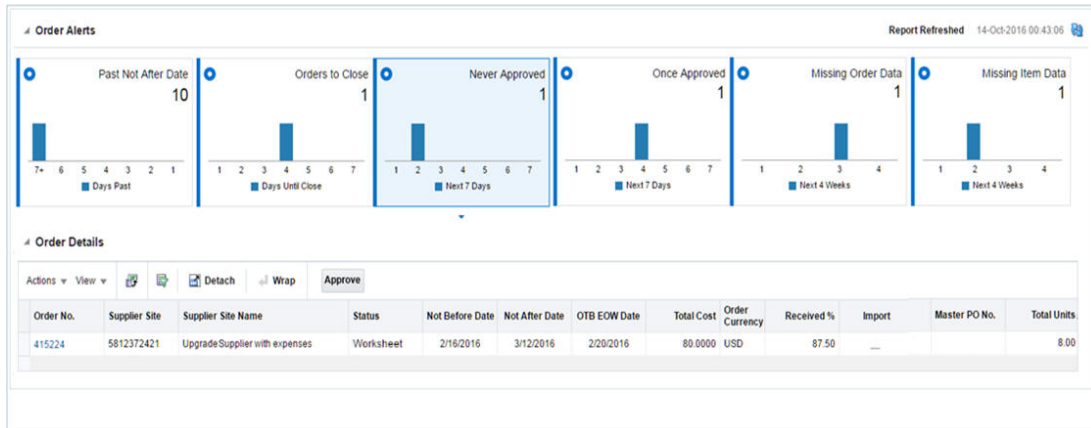 Order Alerts
Report Refreshed 14-Oct-2016 00:43:06
Past Not After Date
10
7+ 6 5 4 3 2 1
Days Past
Orders to Close
1
1 2 3 4 5 6 7
Days Until Close
Never Approved
1
1 2 3 4 5 6 7
Next 7 Days
Once Approved
1
1 2 3 4 5 6 7
Next 7 Days
Missing Order Data
1
1 2 3 4
Next 4 Weeks
Missing Item Data
1
1 2 3 4
Next 4 Weeks
Order Details
Actions View Detach Wrap Approve
Order No. Supplier Site Supplier Site Name Status Not Before Date Not After Date OTB EOW Date Total Cost Order Currency Received % Import Master PO No. Total Units
415224 5812372421 UpgradeSupplier with expenses Worksheet 2/16/2016 3/12/2016 2/20/2016 80.0000 USD 87.50 __ 8.00